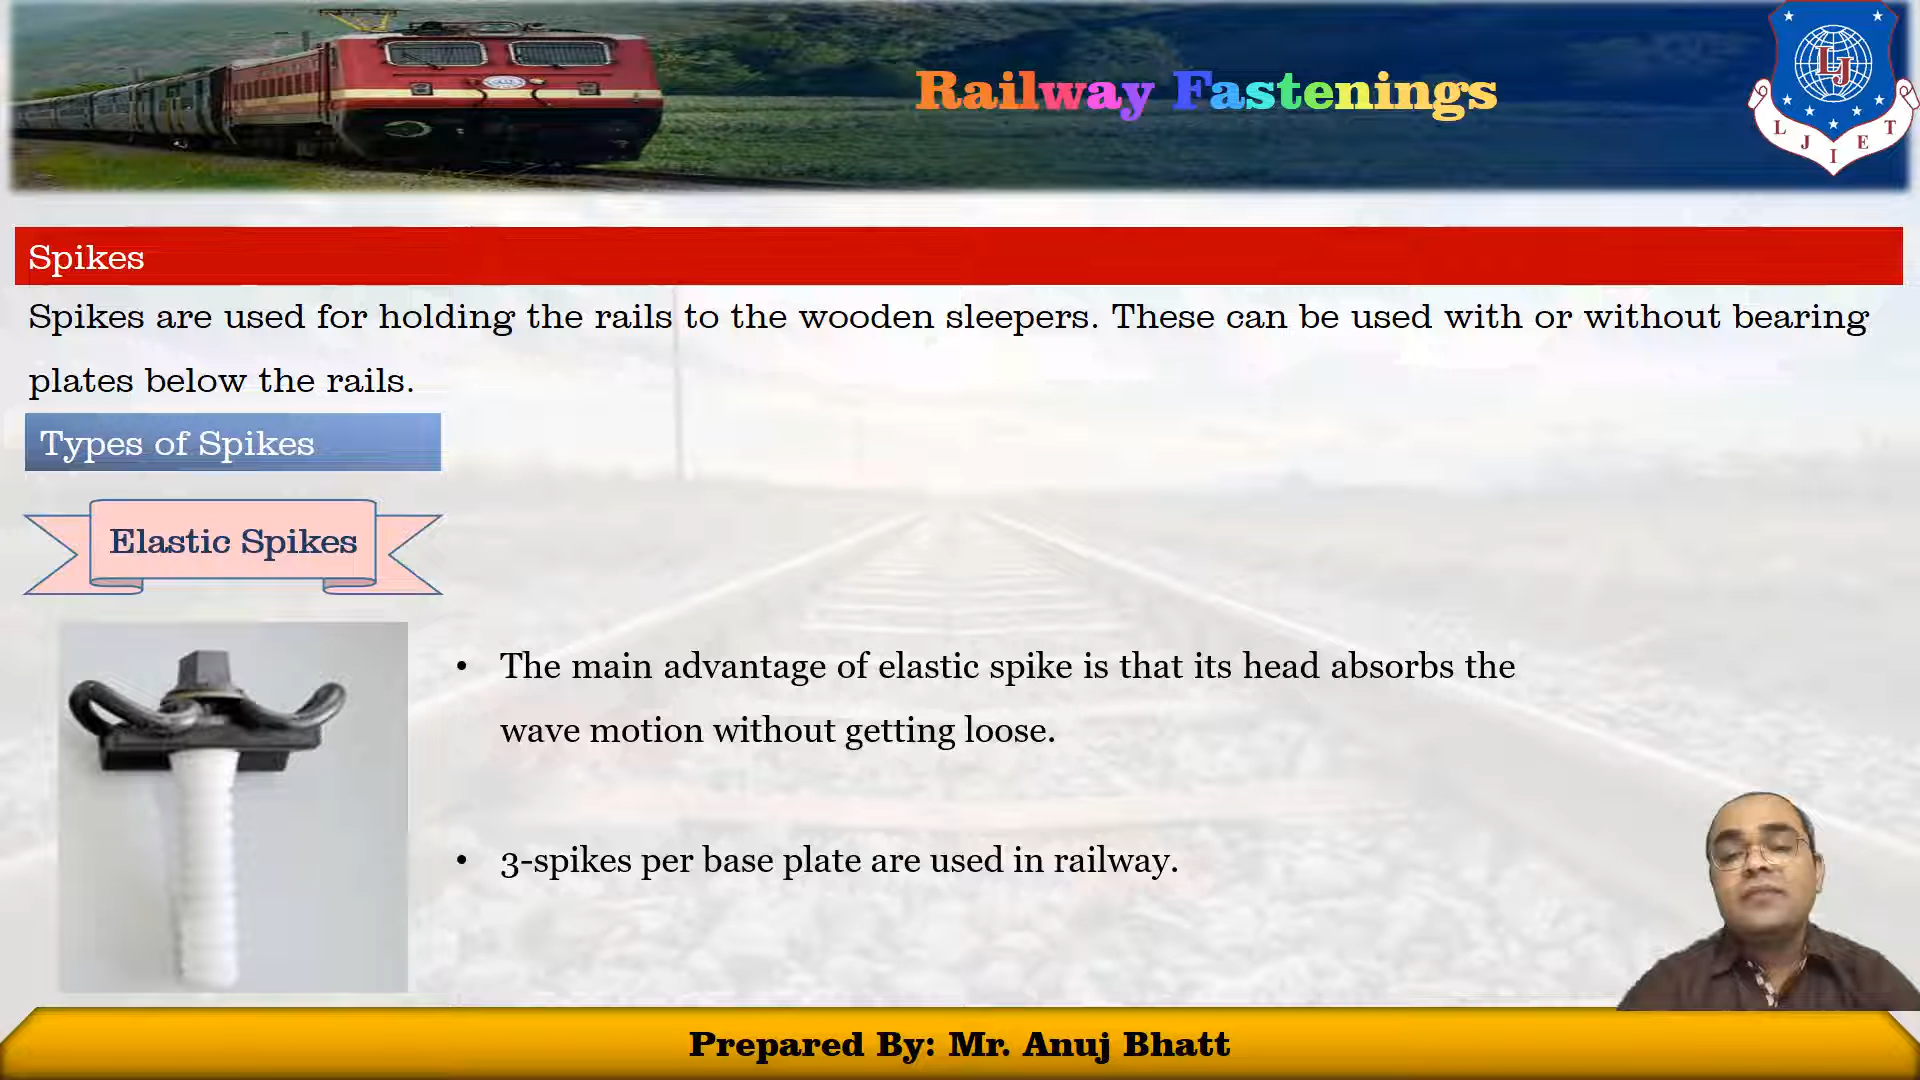 Railway Fastenings
LJ
L J I E T
Spikes
Spikes are used for holding the rails to the wooden sleepers. These can be used with or without bearing
plates below the rails.
Types of Spikes
Elastic Spikes
• The main advantage of elastic spike is that its head absorbs the
wave motion without getting loose.
• 3-spikes per base plate are used in railway.
Prepared By: Mr. Anuj Bhatt